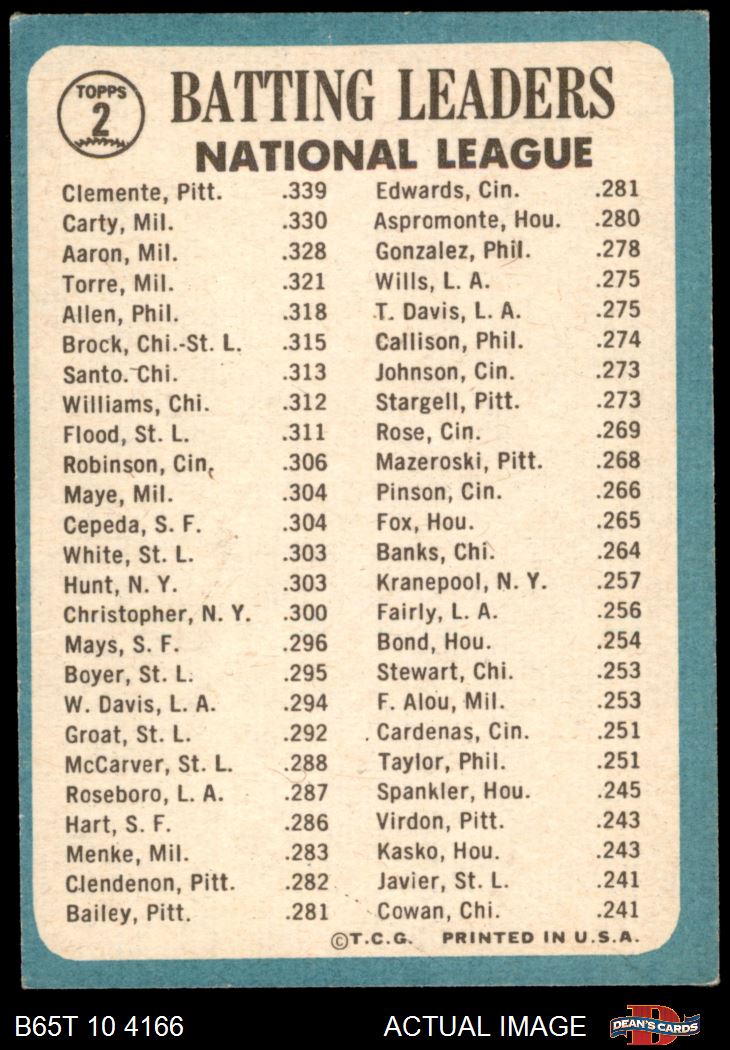 TOPPS
2
BATTING LEADERS
NATIONAL LEAGUE
Clemente, Pitt. .339
Carty, Mil. .330
Aaron, Mil. .328
Torre, Mil. .321
Allen, Phil. .318
Brock, Chi.-St. L. .315
Santo. Chi. .313
Williams, Chi. .312
Flood, St. L. .311
Robinson, Cin. .306
Maye, Mil. .304
Cepeda, S. F. .304
White, St. L. .303
Hunt, N. Y. .303
Christopher, N. Y. .300
Mays, S. F. .296
Boyer, St. L. .295
W. Davis, L. A. .294
Groat, St. L. .292
McCarver, St. L. .288
Roseboro, L. A. .287
Hart, S. F. .286
Menke, Mil. .283
Clendenon, Pitt. .282
Bailey, Pitt. .281
Edwards, Cin. .281
Aspromonte, Hou. .280
Gonzalez, Phil. .278
Wills, L. A. .275
T. Davis, L. A. .275
Callison, Phil. .274
Johnson, Cin. .273
Stargell, Pitt. .273
Rose, Cin. .269
Mazeroski, Pitt. .268
Pinson, Cin. .266
Fox, Hou. .265
Banks, Chi. .264
Kranepool, N. Y. .257
Fairly, L. A. .256
Bond, Hou. .254
Stewart, Chi. .253
F. Alou, Mil. .253
Cardenas, Cin. .251
Taylor, Phil. .251
Spankler, Hou. .245
Virdon, Pitt. .243
Kasko, Hou. .243
Javier, St. L. .241
Cowan, Chi. .241
©T.C.G. PRINTED IN U.S.A.
B65T 10 4166 ACTUAL IMAGE
D
DEAN'S CARDS